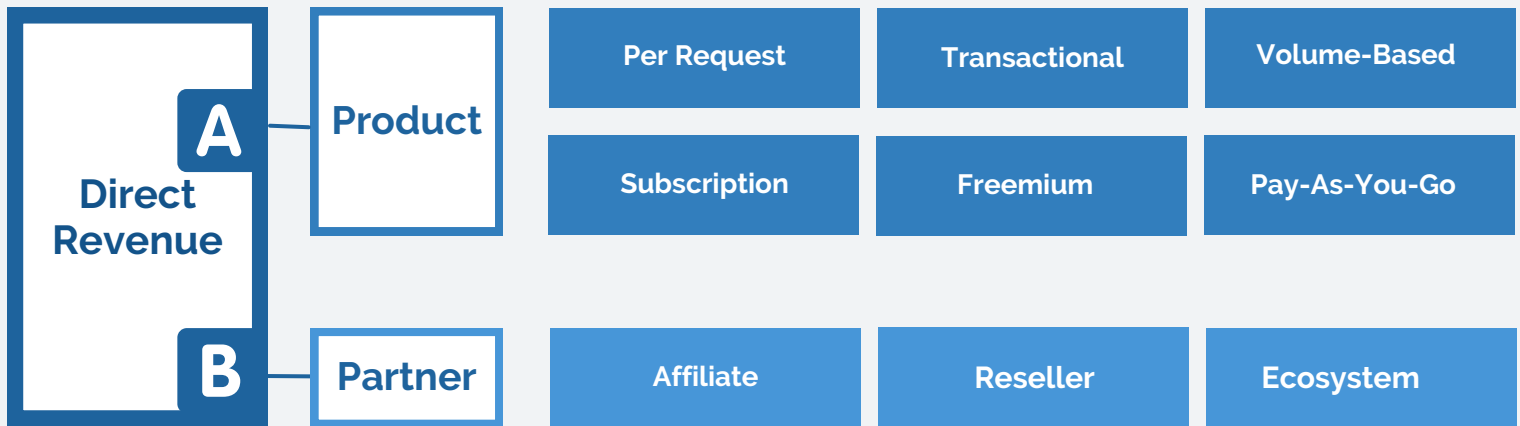 Direct
Revenue
A
Product
Per Request
Transactional
Volume-Based
Subscription
Freemium
Pay-As-You-Go
B
Partner
Affiliate
Reseller
Ecosystem